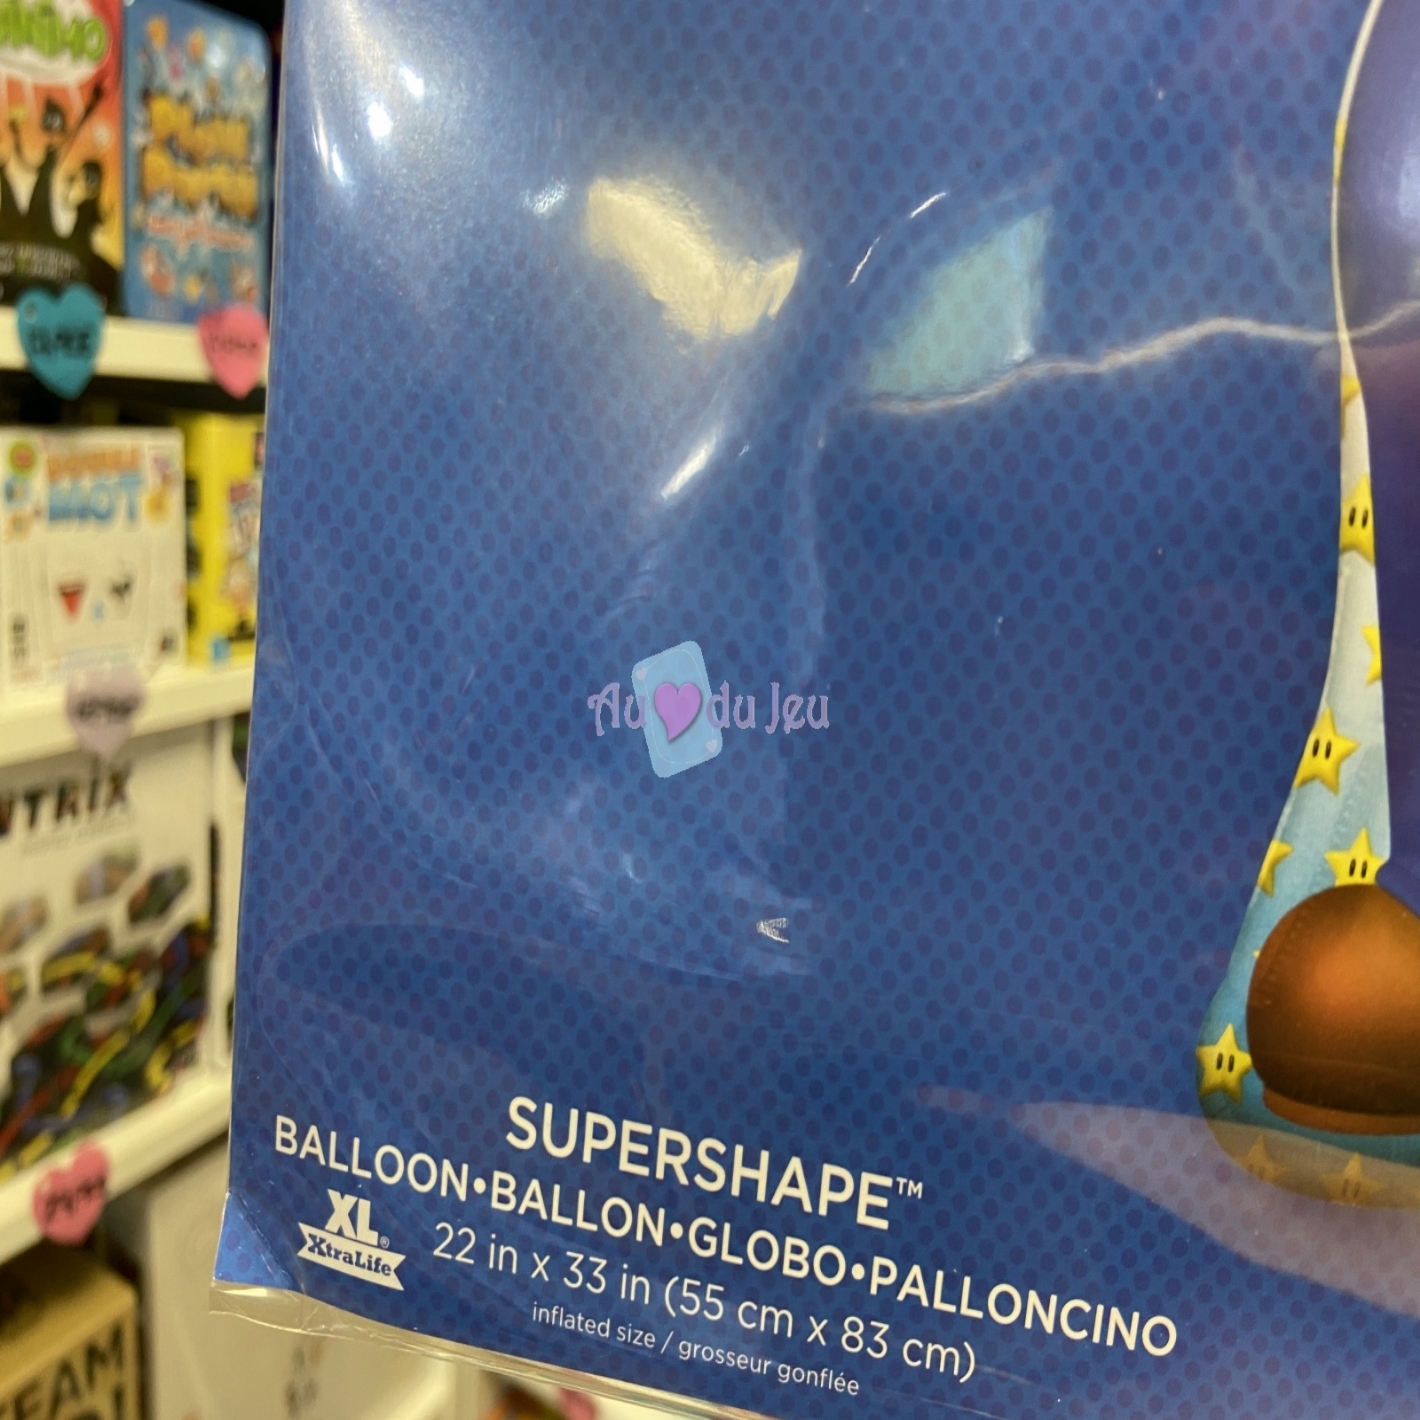 Au du Jeu
NTRIX
SUPERSHAPE™
BALLOON•BALLON•GLOBO•PALLONCINO
XL®
XtraLife
22 in x 33 in (55 cm x 83 cm)
inflated size / grosseur gonflée